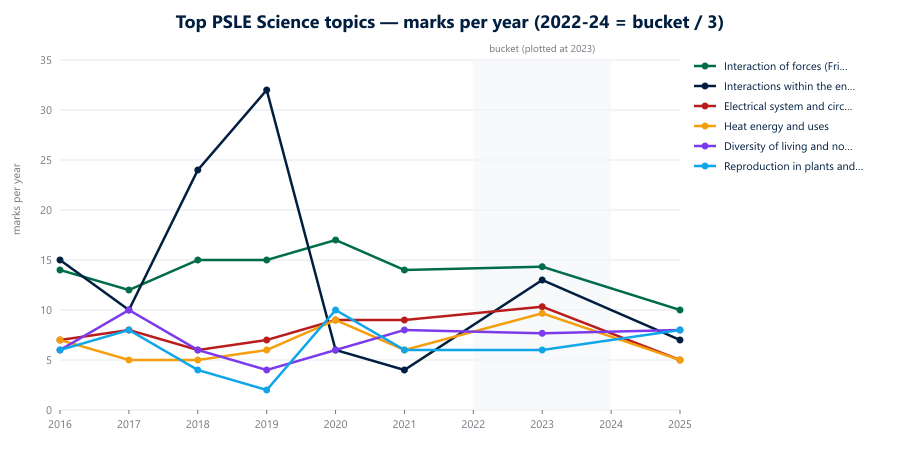 Top PSLE Science topics — marks per year (2022-24 = bucket / 3)
bucket (plotted at 2023)
marks per year
35
30
25
20
15
10
5
0
2016 2017 2018 2019 2020 2021 2022 2023 2024 2025
Interaction of forces (Fri...
Interactions within the en...
Electrical system and circ...
Heat energy and uses
Diversity of living and no...
Reproduction in plants and...